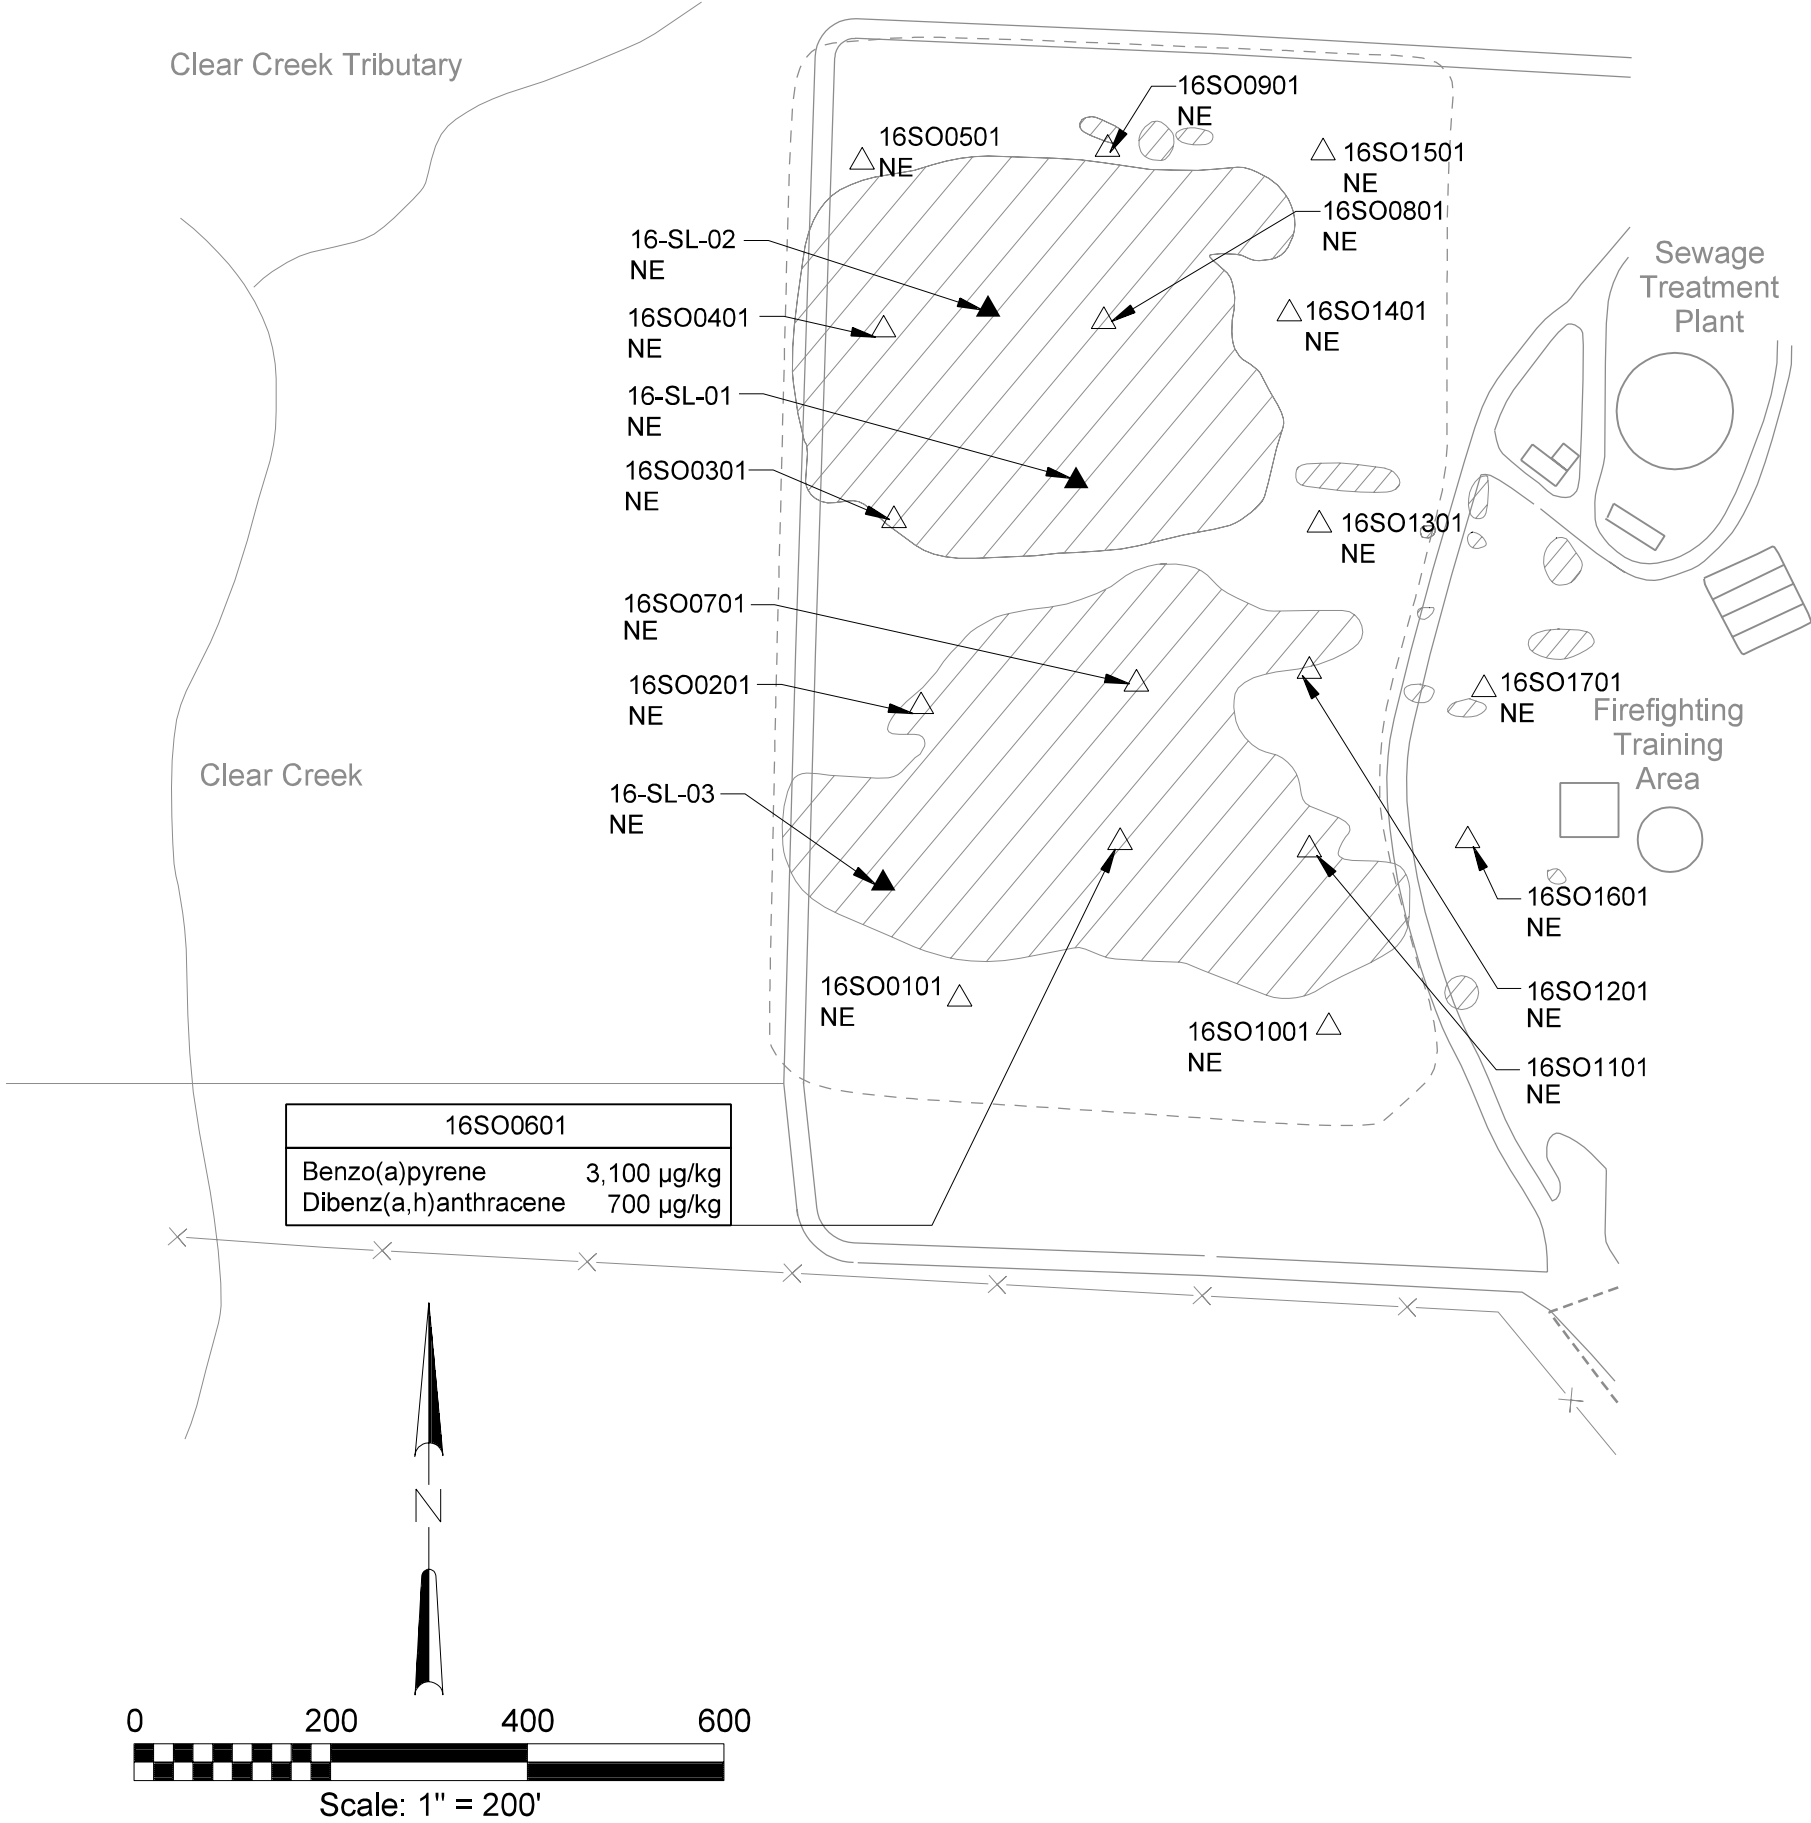 Clear Creek Tributary
16SO0901
NE
16SO0501
NE
16SO1501
NE
16SO0801
NE
16-SL-02
NE
Sewage
Treatment
Plant
16SO0401
NE
16SO1401
NE
16-SL-01
NE
16SO0301
NE
16SO1301
NE
16SO0701
NE
16SO0201
NE
16SO1701
NE
Firefighting
Training
Area
Clear Creek
16-SL-03
NE
16SO1601
NE
16SO0101
NE
16SO1201
NE
16SO1001
NE
16SO1101
NE
16SO0601
Benzo(a)pyrene 3,100 µg/kg
Dibenz(a,h)anthracene 700 µg/kg
N
0 200 400 600
Scale: 1" = 200'